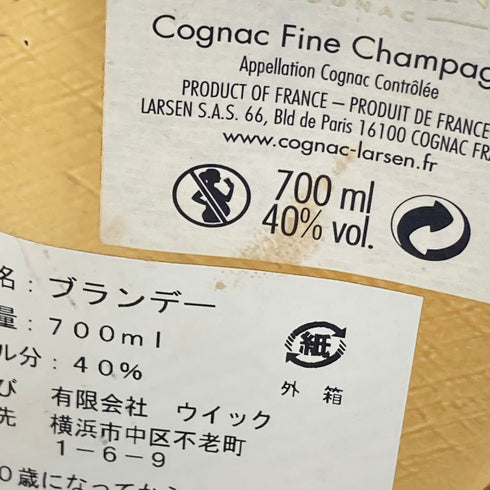 COGNAC
Cognac Fine Champag
Appellation Cognac Contrôlée
PRODUCT OF FRANCE – PRODUIT DE FRANCE
LARSEN S.A.S. 66, Bld de Paris 16100 COGNAC FR
www.cognac-larsen.fr
700 ml
40% vol.
名：ブランデー
量：700ml
ル分：40%
び 有限会社 ウイック
先 横浜市中区不老町
1-6-9
紙
外箱
0歳になってから